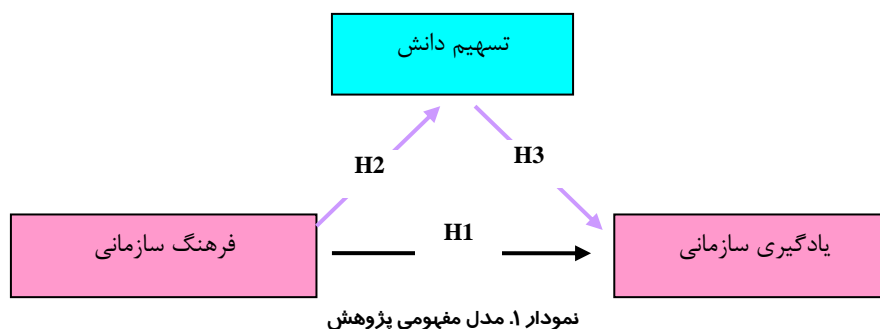 تسهیم دانش
H2
H3
فرهنگ سازمانی
H1
یادگیری سازمانی
نمودار ۱. مدل مفهومی پژوهش